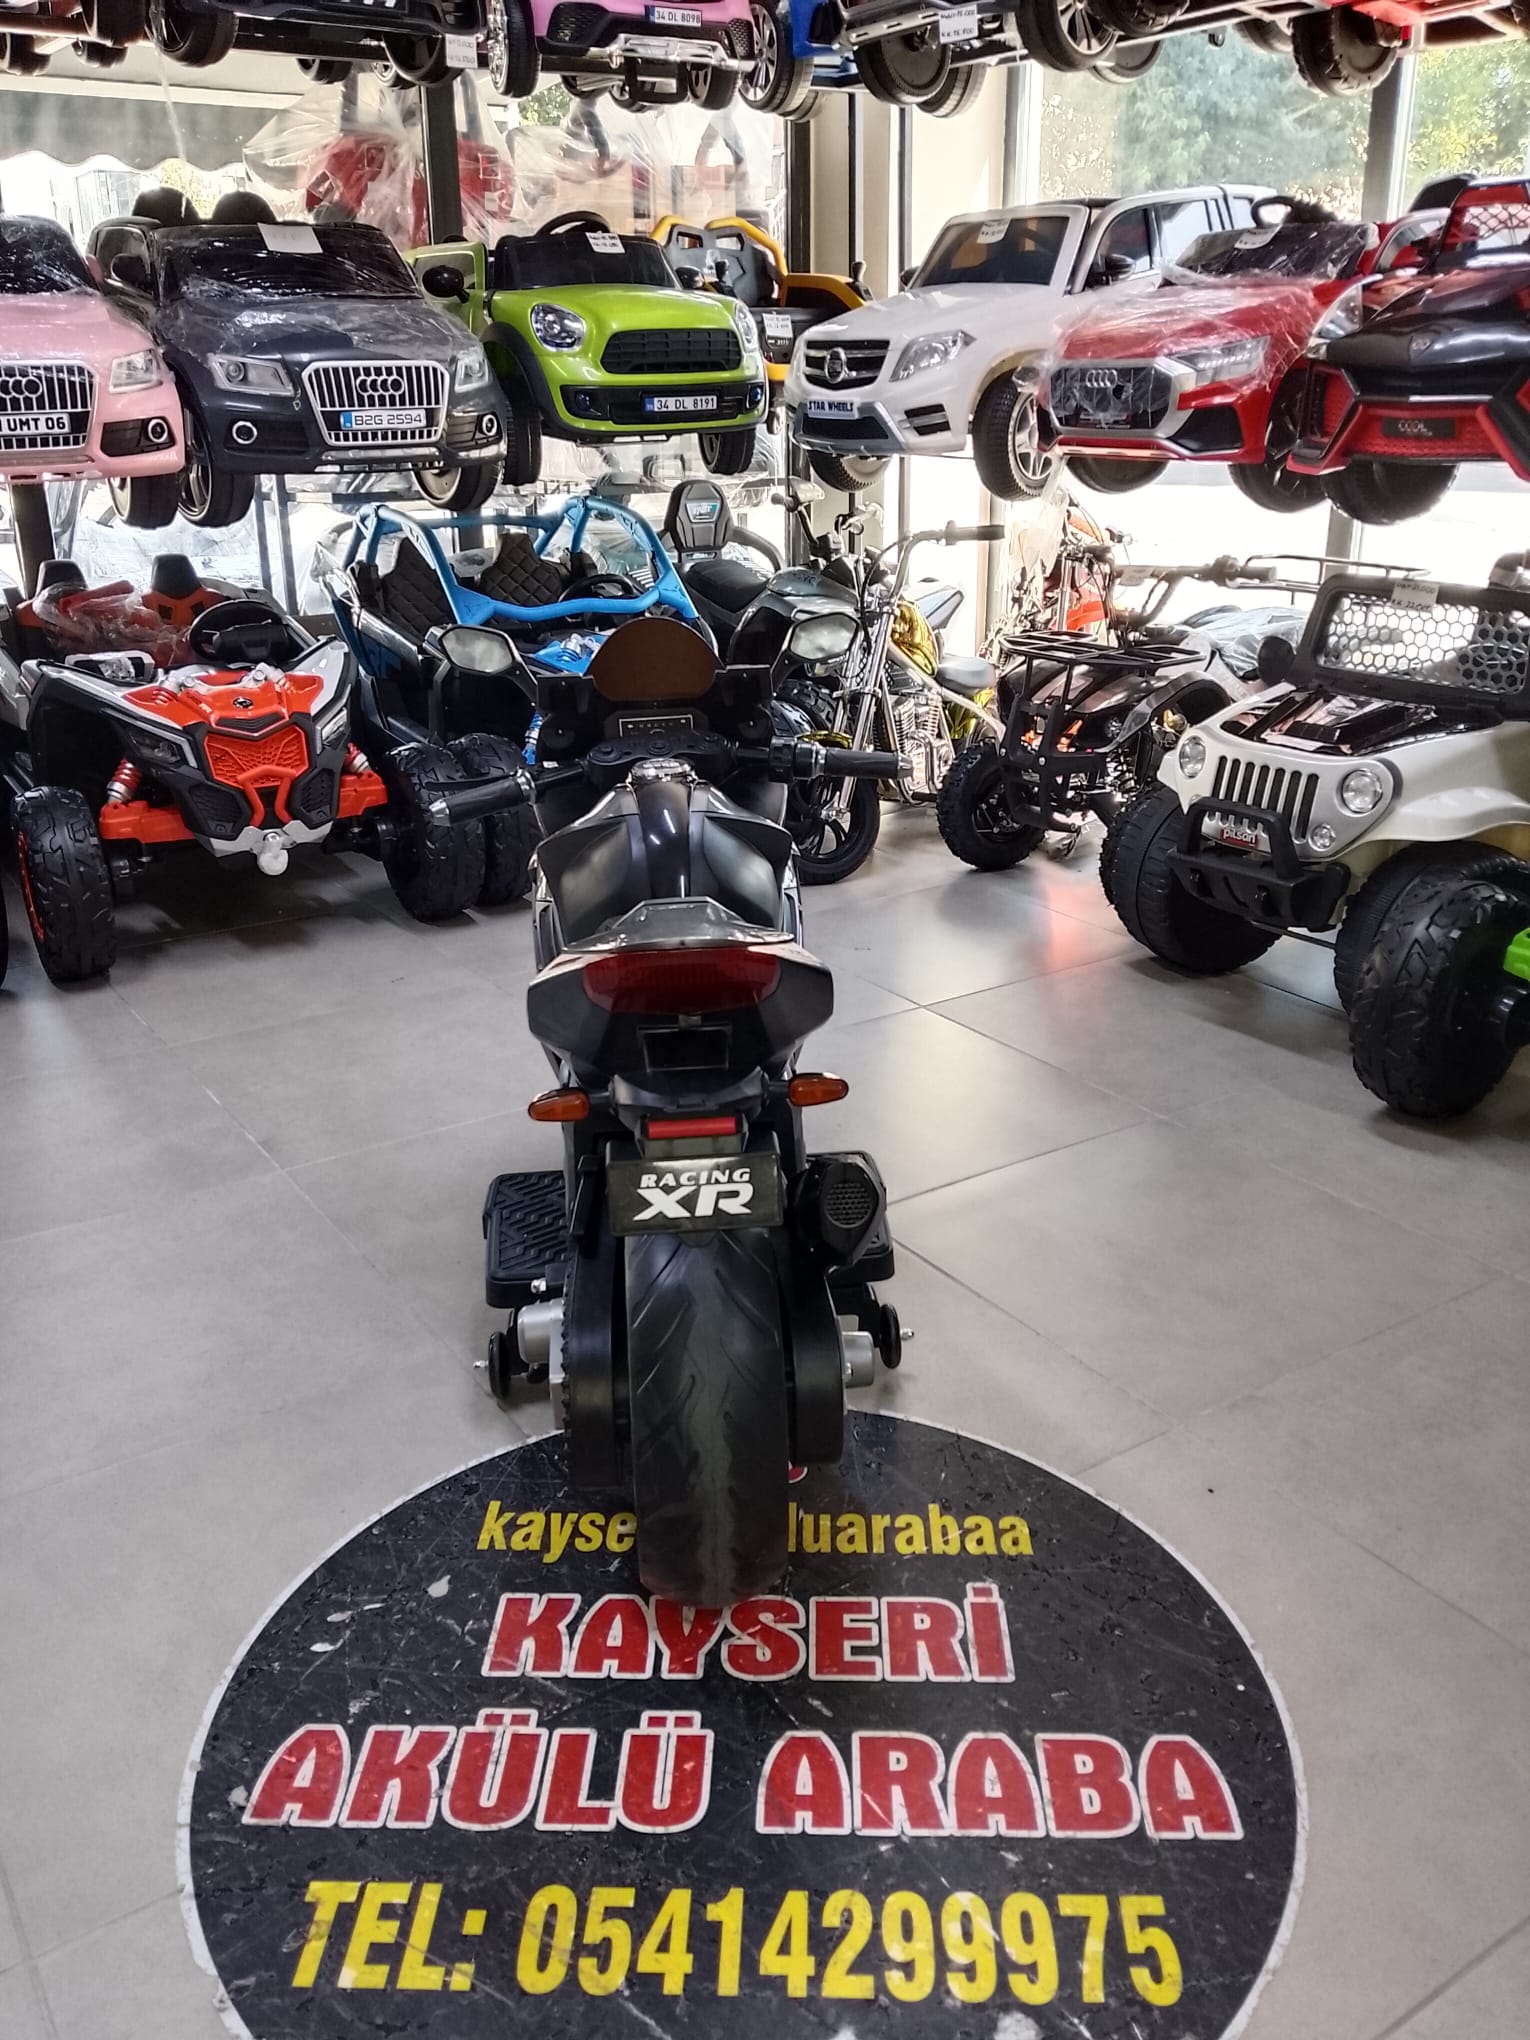 34 DL 8098
UMT 06
BZG 2594
34 DL 8191
STAR WHEELS
pilsan
RACING
XR
kayse luarabaa
KAYSERİ
AKÜLÜ ARABA
TEL: 05414299975